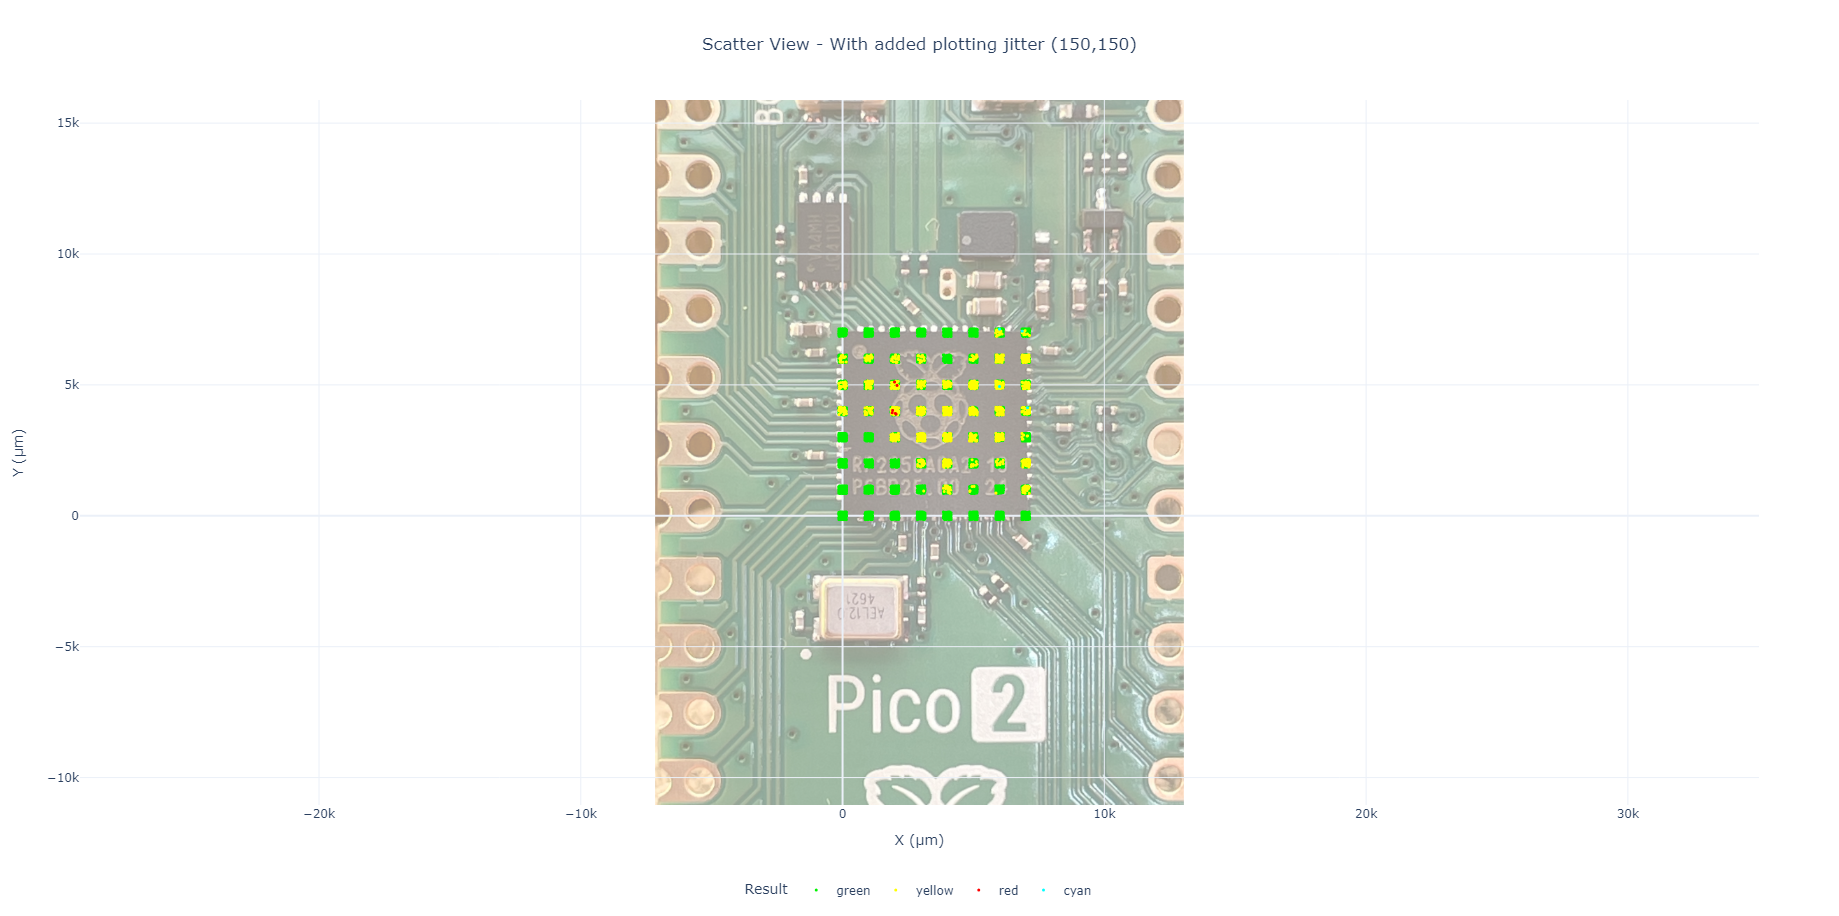 Scatter View - With added plotting jitter (150,150)
15k
10k
5k
0
−5k
−10k
Y (µm)
Pico 2
−20k
−10k
0
10k
20k
30k
X (µm)
Result
green
yellow
red
cyan